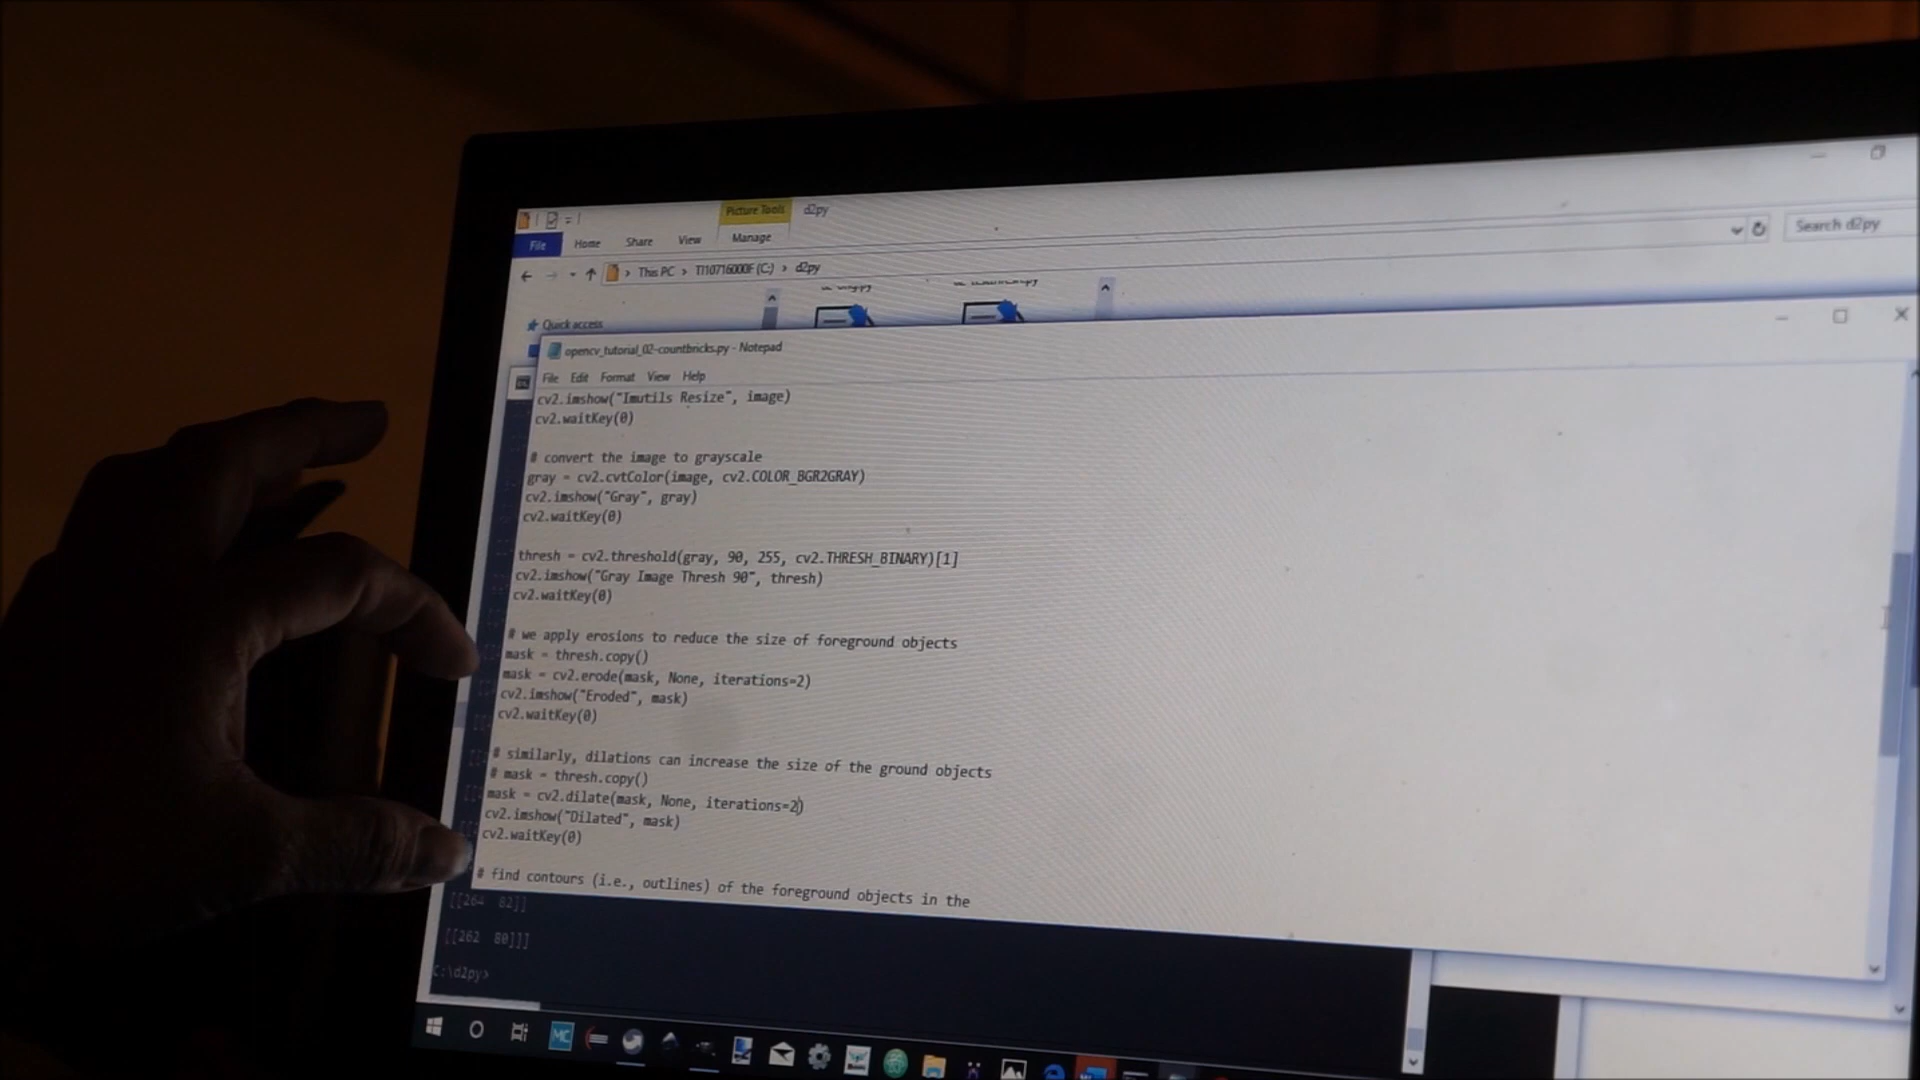 Picture Tools d2py
File Home Share View Manage
This PC > TI10716000F (C:) > d2py
Search d2py
Quick access
opencv_tutorial_02-countbricks.py - Notepad
File Edit Format View Help
cv2.imshow("Imutils Resize", image)
cv2.waitKey(0)
# convert the image to grayscale
gray = cv2.cvtColor(image, cv2.COLOR_BGR2GRAY)
cv2.imshow("Gray", gray)
cv2.waitKey(0)
thresh = cv2.threshold(gray, 90, 255, cv2.THRESH_BINARY)[1]
cv2.imshow("Gray Image Thresh 90", thresh)
cv2.waitKey(0)
# we apply erosions to reduce the size of foreground objects
mask = thresh.copy()
mask = cv2.erode(mask, None, iterations=2)
cv2.imshow("Eroded", mask)
cv2.waitKey(0)
# similarly, dilations can increase the size of the ground objects
# mask = thresh.copy()
mask = cv2.dilate(mask, None, iterations=2)
cv2.imshow("Dilated", mask)
cv2.waitKey(0)
# find contours (i.e., outlines) of the foreground objects in the
[[264 82]]
[[262 80]]]
C:\d2py>
MC